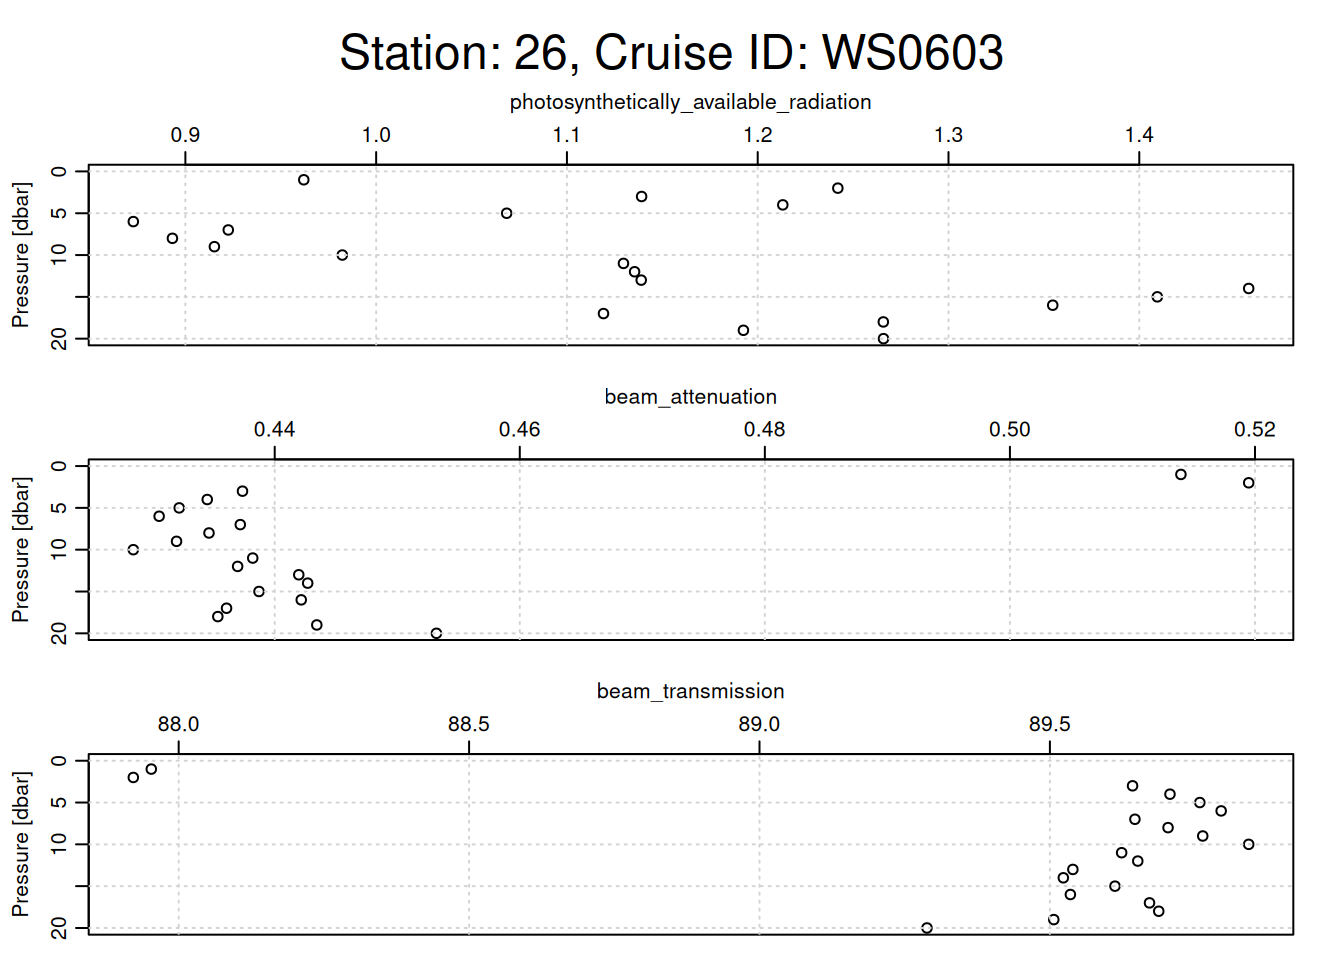 Station: 26, Cruise ID: WS0603
photosynthetically_available_radiation
0.9 1.0 1.1 1.2 1.3 1.4
Pressure [dbar]
0
5
10
20
beam_attenuation
0.44 0.46 0.48 0.50 0.52
Pressure [dbar]
0
5
10
20
beam_transmission
88.0 88.5 89.0 89.5
Pressure [dbar]
0
5
10
20